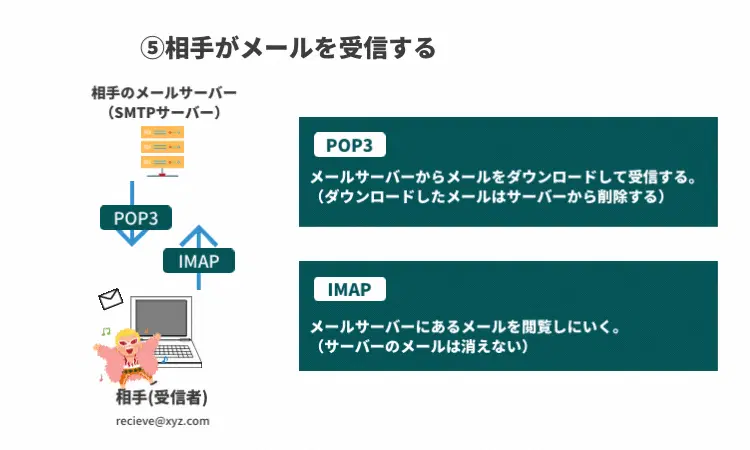 ⑤相手がメールを受信する
相手のメールサーバー
（SMTPサーバー）
POP3
IMAP
相手(受信者)
recieve@xyz.com
POP3
メールサーバーからメールをダウンロードして受信する。
（ダウンロードしたメールはサーバーから削除する）
IMAP
メールサーバーにあるメールを閲覧しにいく。
（サーバーのメールは消えない）